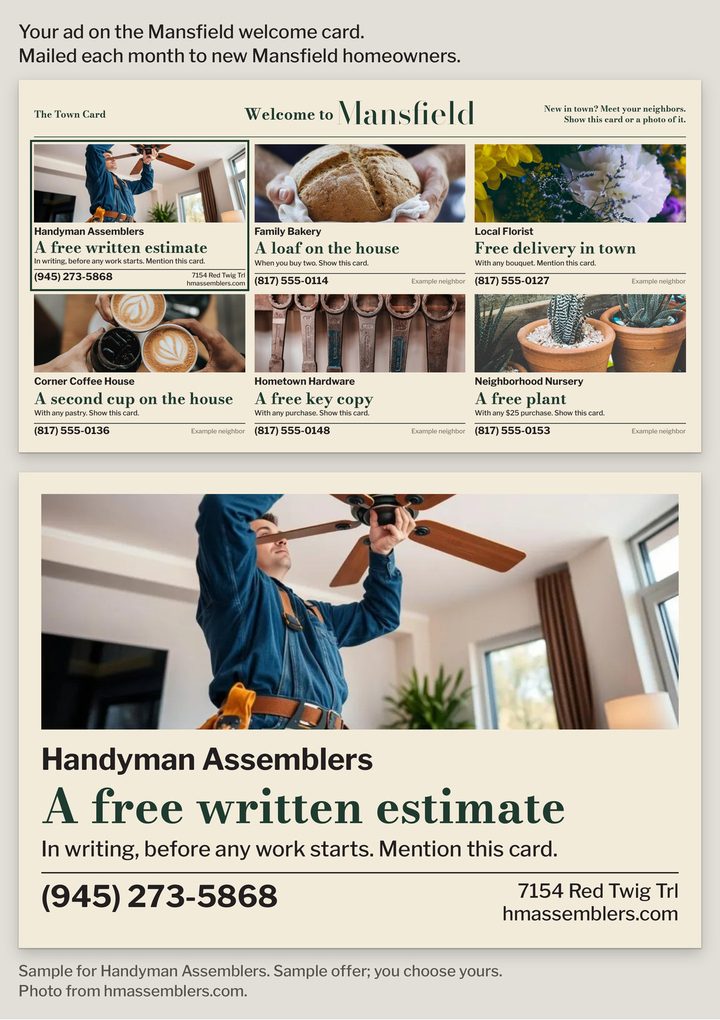 Your ad on the Mansfield welcome card.
Mailed each month to new Mansfield homeowners.
The Town Card
Welcome to Mansfield
New in town? Meet your neighbors.
Show this card or a photo of it.
Handyman Assemblers
A free written estimate
In writing, before any work starts. Mention this card.
(945) 273-5868
7154 Red Twig Trl
hmassemblers.com
Family Bakery
A loaf on the house
When you buy two. Show this card.
(817) 555-0114
Example neighbor
Local Florist
Free delivery in town
With any bouquet. Mention this card.
(817) 555-0127
Example neighbor
Corner Coffee House
A second cup on the house
With any pastry. Show this card.
(817) 555-0136
Example neighbor
Hometown Hardware
A free key copy
With any purchase. Show this card.
(817) 555-0148
Example neighbor
Neighborhood Nursery
A free plant
With any $25 purchase. Show this card.
(817) 555-0153
Example neighbor
Handyman Assemblers
A free written estimate
In writing, before any work starts. Mention this card.
(945) 273-5868
7154 Red Twig Trl
hmassemblers.com
Sample for Handyman Assemblers. Sample offer; you choose yours.
Photo from hmassemblers.com.